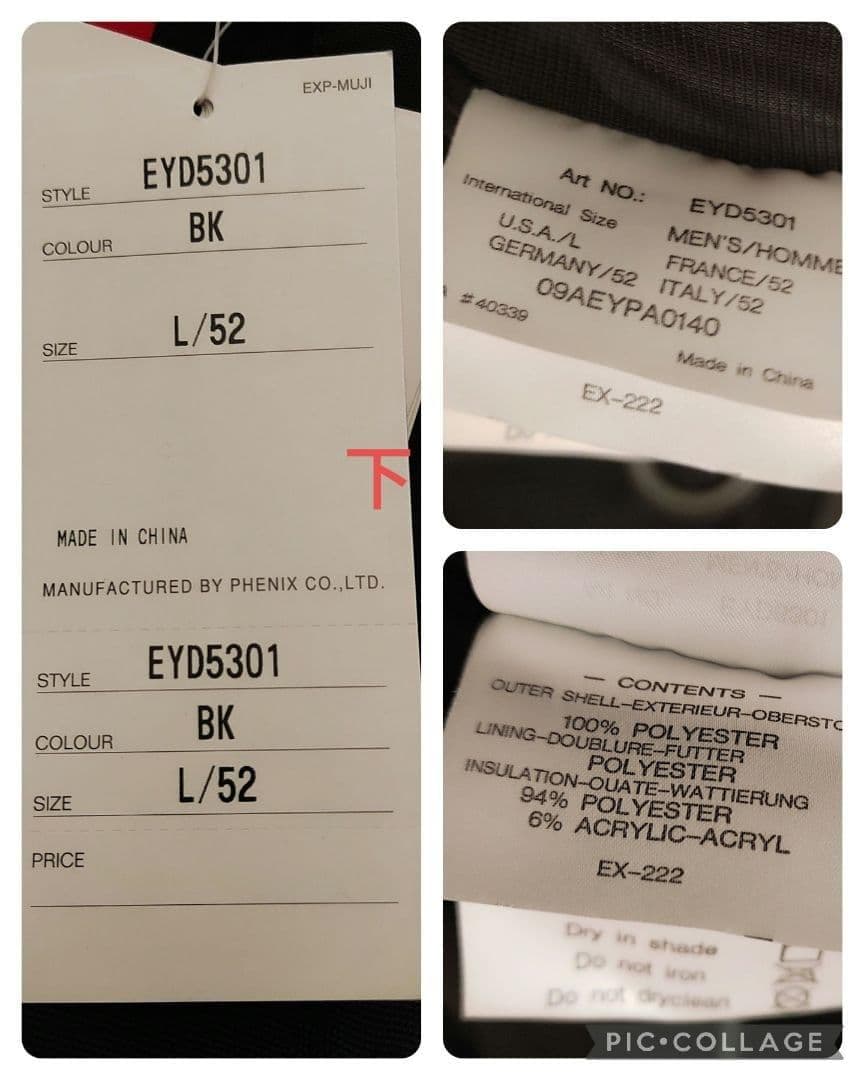 EXP-MUJI
STYLE EYD5301
COLOUR BK
SIZE L/52
下
MADE IN CHINA
MANUFACTURED BY PHENIX CO.,LTD.
STYLE EYD5301
COLOUR BK
SIZE L/52
PRICE
Art NO.: EYD5301
International Size MEN'S/HOMME
U.S.A./L FRANCE/52
GERMANY/52 ITALY/52
09AEYPA0140
#40339
Made in China
EX-222
— CONTENTS —
OUTER SHELL-EXTERIEUR-OBERSTO
100% POLYESTER
LINING-DOUBLURE-FUTTER
POLYESTER
INSULATION-OUATE-WATTIERUNG
94% POLYESTER
6% ACRYLIC-ACRYL
EX-222
Dry in shade
Do not iron
Do not dryclean
PIC•COLLAGE